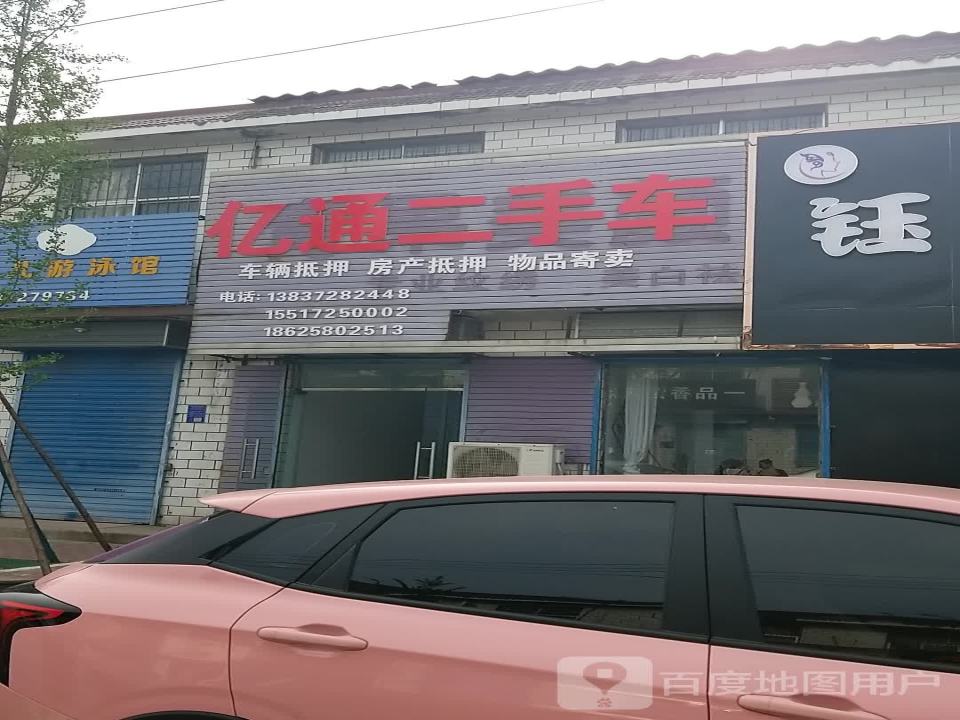 亿通二手车
车辆抵押 房产抵押 物品寄卖
电话:13837282448
15517250002
18625802513
游泳馆
279734
钰
百度地图用户